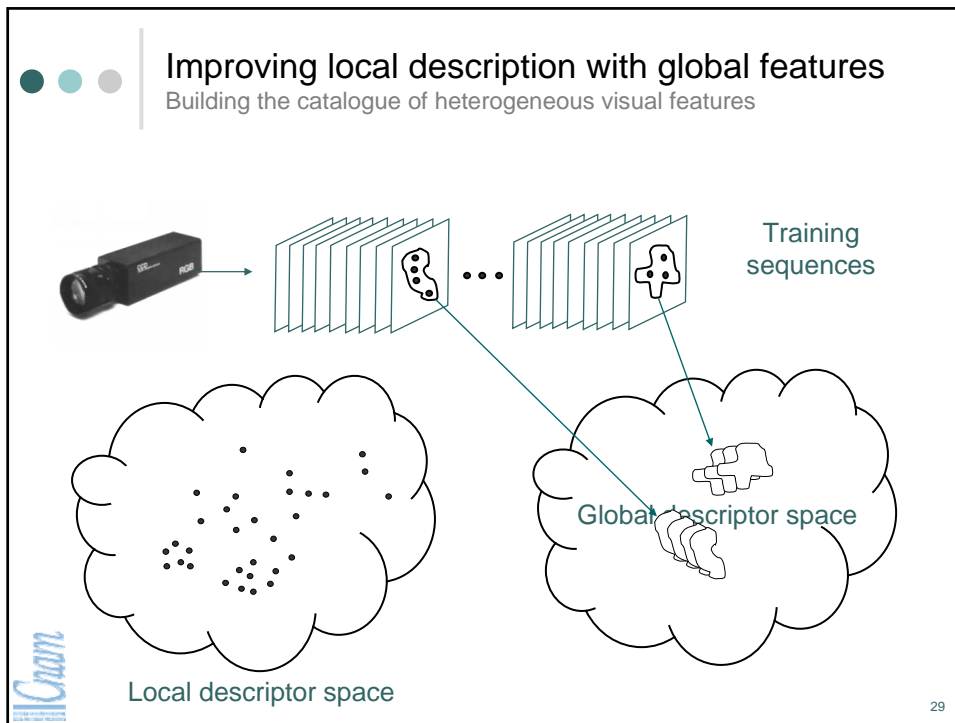 Improving local description with global features
Building the catalogue of heterogeneous visual features
Training
sequences
RGB
Global descriptor space
Local descriptor space
Cnam
29